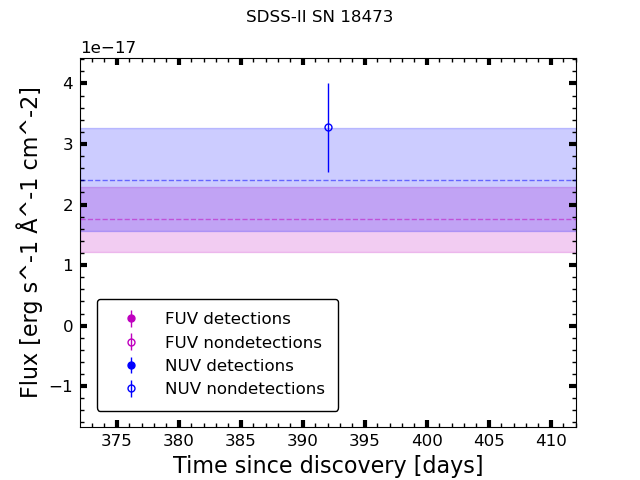 SDSS-II SN 18473
1e−17
4
3
2
1
0
−1
Flux [erg s^-1 Å^-1 cm^-2]
FUV detections
FUV nondetections
NUV detections
NUV nondetections
375 380 385 390 395 400 405 410
Time since discovery [days]